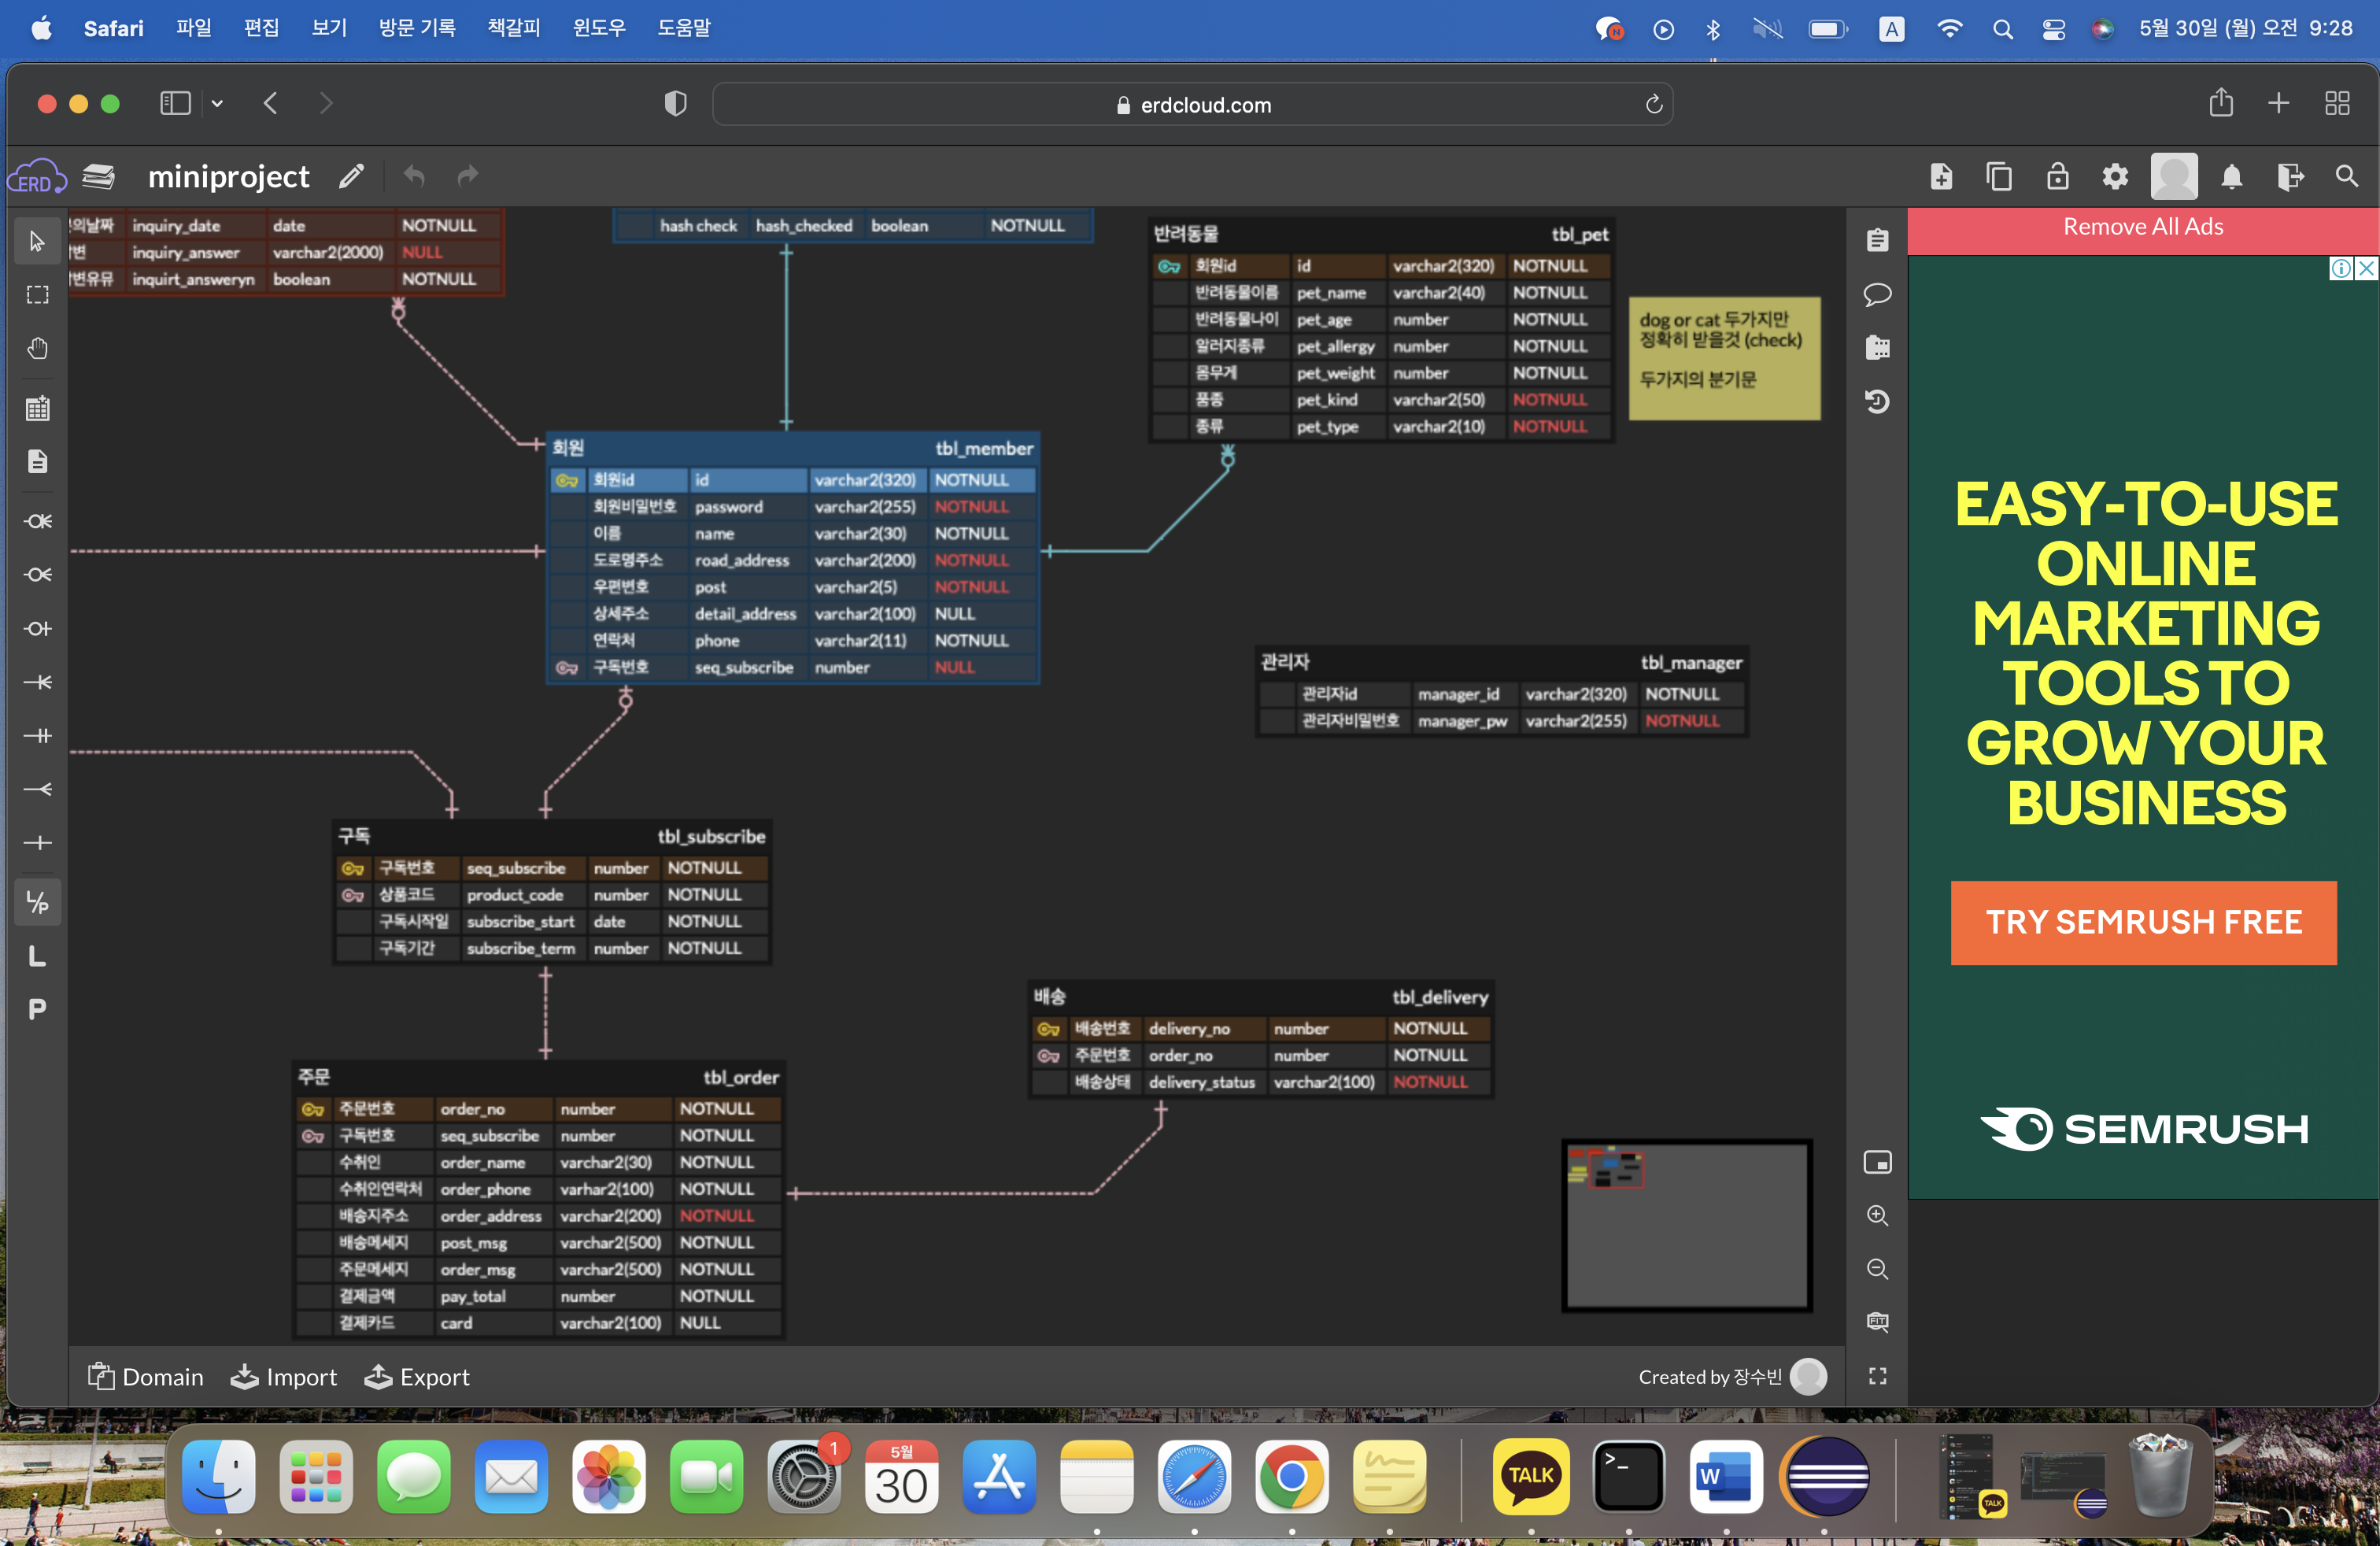 Safari 파일 편집 보기 방문 기록 책갈피 윈도우 도움말 A 5월 30일 (월) 오전 9:28
erdcloud.com
ERD miniproject
의날짜 inquiry_date date NOTNULL
변 inquiry_answer varchar2(2000) NULL
변유뮤 inquirt_answeryn boolean NOTNULL
hash check hash_checked boolean NOTNULL
반려동물 tbl_pet
회원id id varchar2(320) NOTNULL
반려동물이름 pet_name varchar2(40) NOTNULL
반려동물나이 pet_age number NOTNULL
알러지종류 pet_allergy number NOTNULL
몸무게 pet_weight number NOTNULL
품종 pet_kind varchar2(50) NOTNULL
종류 pet_type varchar2(10) NOTNULL
dog or cat 두가지만
정확히 받을것 (check)
두가지의 분기문
회원 tbl_member
회원id id varchar2(320) NOTNULL
회원비밀번호 password varchar2(255) NOTNULL
이름 name varchar2(30) NOTNULL
도로명주소 road_address varchar2(200) NOTNULL
우편변호 post varchar2(5) NOTNULL
상세주소 detail_address varchar2(100) NULL
연락처 phone varchar2(11) NOTNULL
구독번호 seq_subscribe number NULL
관리자 tbl_manager
관리자id manager_id varchar2(320) NOTNULL
관리자비밀번호 manager_pw varchar2(255) NOTNULL
구독 tbl_subscribe
구독번호 seq_subscribe number NOTNULL
상품코드 product_code number NOTNULL
구독시작일 subscribe_start date NOTNULL
구독기간 subscribe_term number NOTNULL
배송 tbl_delivery
배송번호 delivery_no number NOTNULL
주문번호 order_no number NOTNULL
배송상태 delivery_status varchar2(100) NOTNULL
주문 tbl_order
주문번호 order_no number NOTNULL
구독번호 seq_subscribe number NOTNULL
수취인 order_name varchar2(30) NOTNULL
수취인연락처 order_phone varhar2(100) NOTNULL
배송지주소 order_address varchar2(200) NOTNULL
배송메세지 post_msg varchar2(500) NOTNULL
주문메세지 order_msg varchar2(500) NOTNULL
결제금액 pay_total number NOTNULL
결제카드 card varchar2(100) NULL
L/P
L
P
FIT
Domain Import Export
Created by 장수빈
Remove All Ads
EASY-TO-USE
ONLINE
MARKETING
TOOLS TO
GROW YOUR
BUSINESS
TRY SEMRUSH FREE
SEMRUSH
1
5월
30
TALK
>_
W
TALK